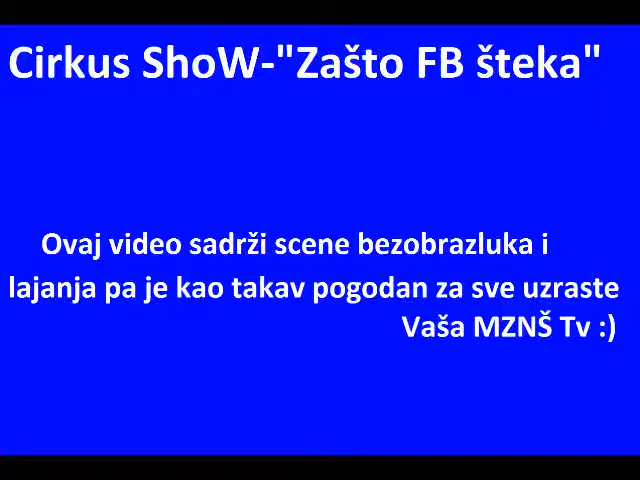 Cirkus ShoW-"Zašto FB šteka"
Ovaj video sadrži scene bezobrazluka i
lajanja pa je kao takav pogodan za sve uzraste
Vaša MZNŠ Tv :)